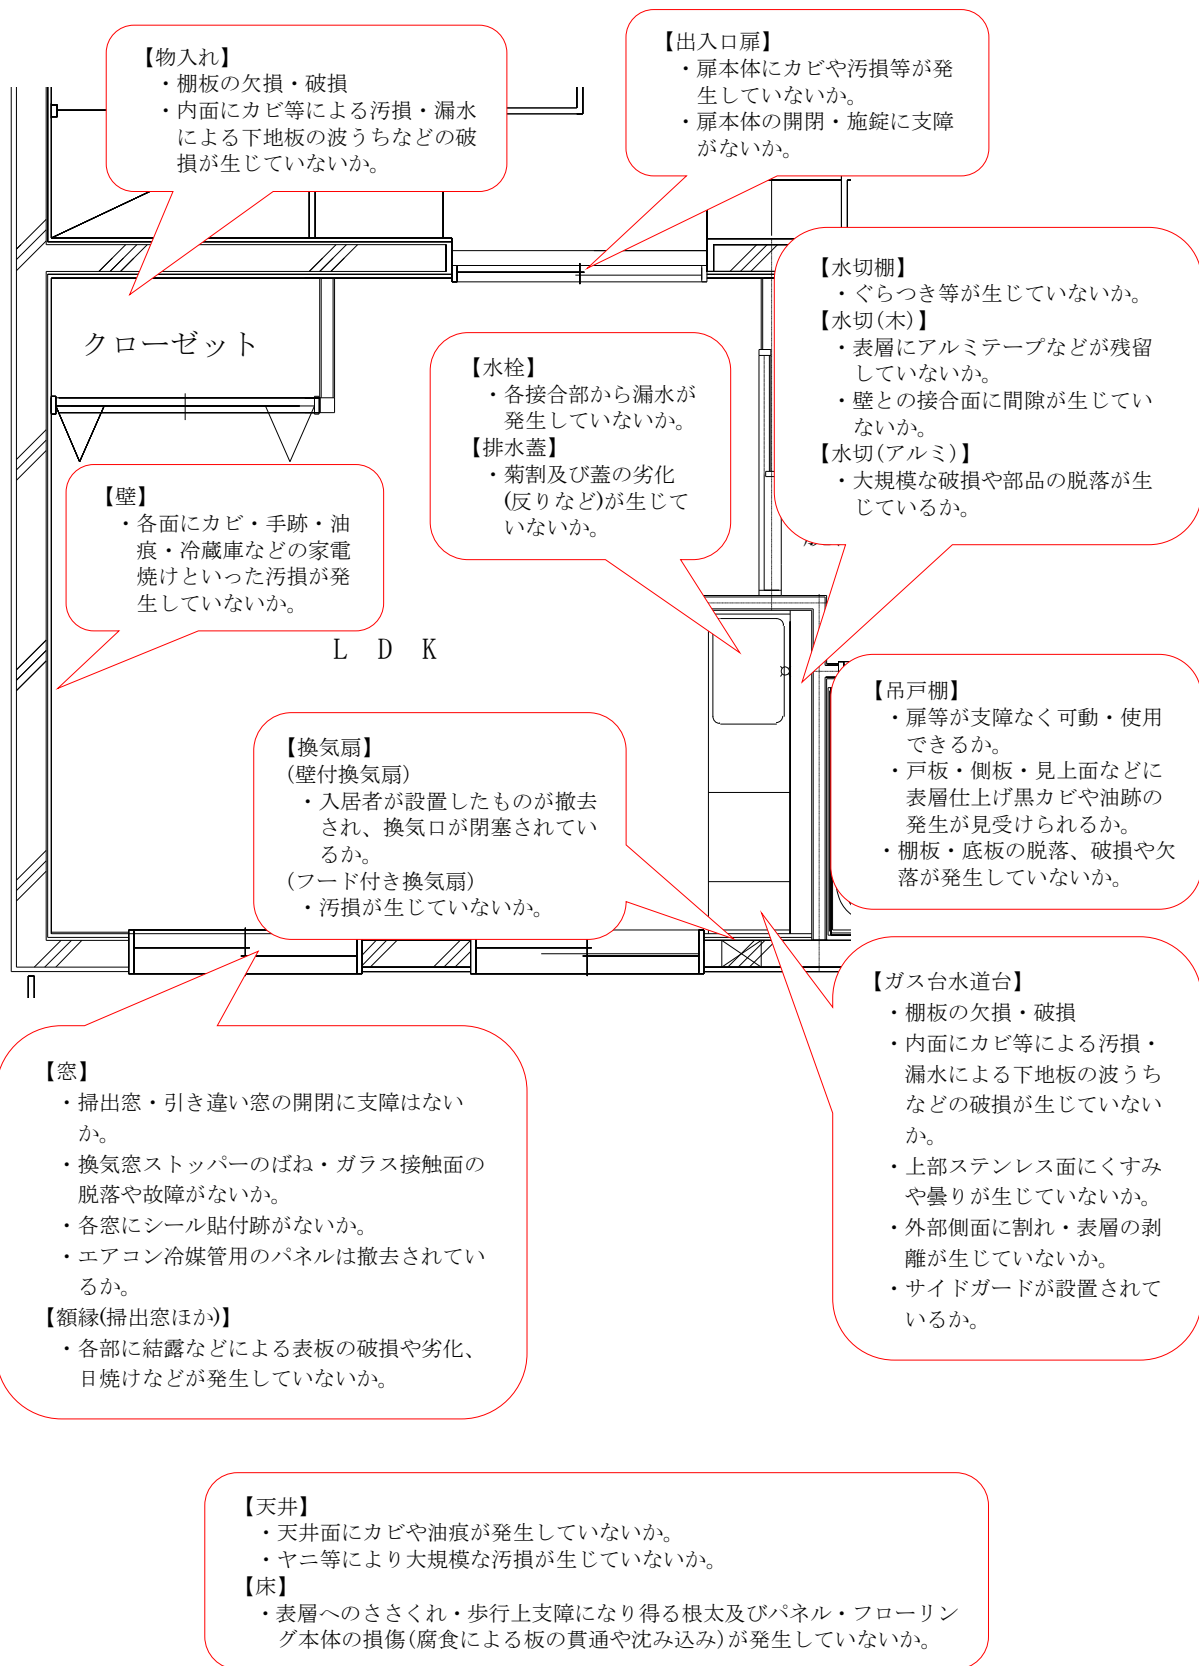 【物入れ】
・棚板の欠損・破損
・内面にカビ等による汚損・漏水
による下地板の波うちなどの破
損が生じていないか。
【出入口扉】
・扉本体にカビや汚損等が発
生していないか。
・扉本体の開閉・施錠に支障
がないか。
【水切棚】
・ぐらつき等が生じていないか。
【水切(木)】
・表層にアルミテープなどが残留
していないか。
・壁との接合面に間隙が生じてい
ないか。
【水切(アルミ)】
・大規模な破損や部品の脱落が生
じているか。
クローゼット
【水栓】
・各接合部から漏水が
発生していないか。
【排水蓋】
・菊割及び蓋の劣化
(反りなど)が生じて
いないか。
【壁】
・各面にカビ・手跡・油
痕・冷蔵庫などの家電
焼けといった汚損が発
生していないか。
LDK
【吊戸棚】
・扉等が支障なく可動・使用
できるか。
・戸板・側板・見上面などに
表層仕上げ黒カビや油跡の
発生が見受けられるか。
・棚板・底板の脱落、破損や欠
落が発生していないか。
【換気扇】
(壁付換気扇)
・入居者が設置したものが撤去
され、換気口が閉塞されてい
るか。
(フード付き換気扇)
・汚損が生じていないか。
【ガス台水道台】
・棚板の欠損・破損
・内面にカビ等による汚損・
漏水による下地板の波うち
などの破損が生じていない
か。
・上部ステンレス面にくすみ
や曇りが生じていないか。
・外部側面に割れ・表層の剥
離が生じていないか。
・サイドガードが設置されて
いるか。
【窓】
・掃出窓・引き違い窓の開閉に支障はない
か。
・換気窓ストッパーのばね・ガラス接触面の
脱落や故障がないか。
・各窓にシール貼付跡がないか。
・エアコン冷媒管用のパネルは撤去されてい
るか。
【額縁(掃出窓ほか)】
・各部に結露などによる表板の破損や劣化、
日焼けなどが発生していないか。
【天井】
・天井面にカビや油痕が発生していないか。
・ヤニ等により大規模な汚損が生じていないか。
【床】
・表層へのささくれ・歩行上支障になり得る根太及びパネル・フローリン
グ本体の損傷(腐食による板の貫通や沈み込み)が発生していないか。